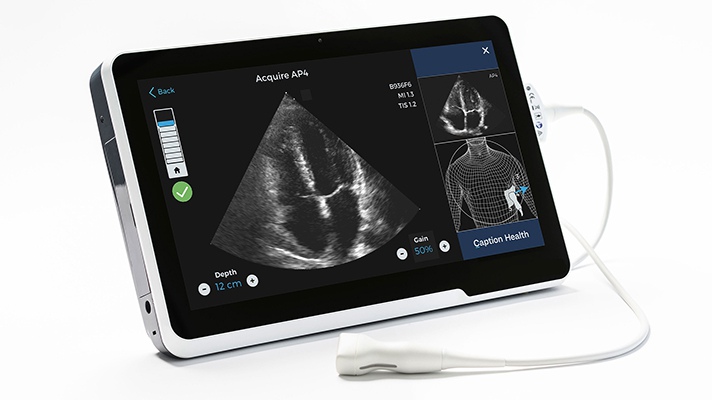 Acquire AP4
Back
B936F6
MI 1.3
TIS 1.2
AP4
Depth
12 cm
Gain
50%
Caption Health